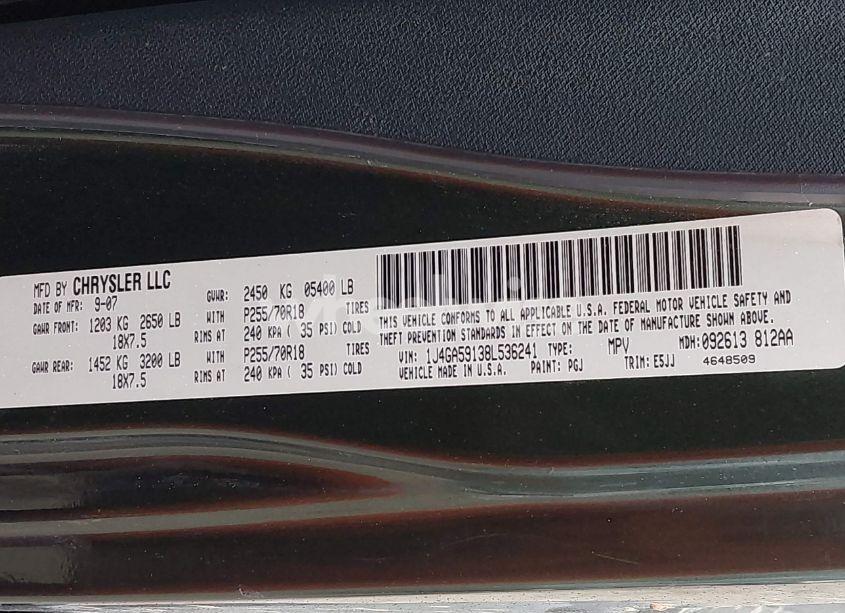 MFD BY CHRYSLER LLC
DATE OF MFR: 9-07
GVWR: 2450 KG 05400 LB
GAWR FRONT: 1203 KG 2650 LB WITH P255/70R18 TIRES
18X7.5 RIMS AT 240 KPA ( 35 PSI) COLD
GAWR REAR: 1452 KG 3200 LB WITH P255/70R18 TIRES
18X7.5 RIMS AT 240 KPA ( 35 PSI) COLD
THIS VEHICLE CONFORMS TO ALL APPLICABLE U.S.A. FEDERAL MOTOR VEHICLE SAFETY AND
THEFT PREVENTION STANDARDS IN EFFECT ON THE DATE OF MANUFACTURE SHOWN ABOVE.
VIN: 1J4GA59138L536241 TYPE: MPV MDH: 092613 812AA
VEHICLE MADE IN U.S.A. PAINT: PGJ TRIM: E5JJ 4648509